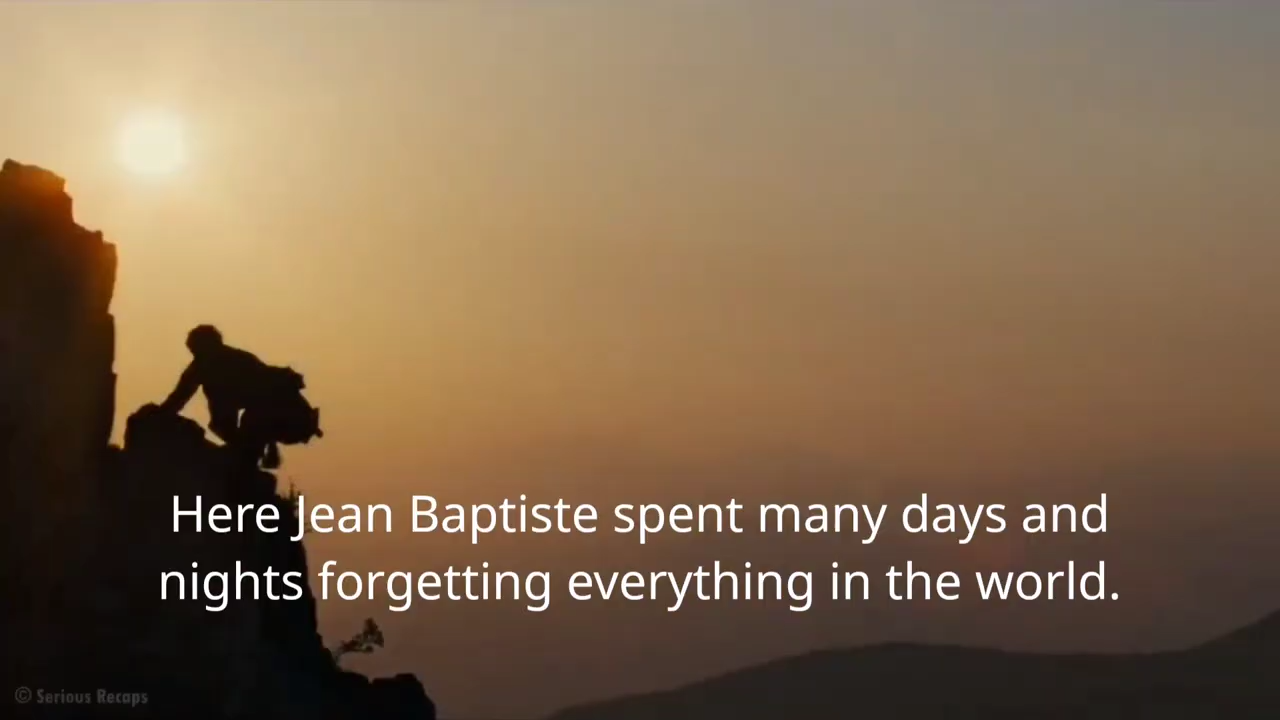 Here Jean Baptiste spent many days and
nights forgetting everything in the world.
© Serious Recaps